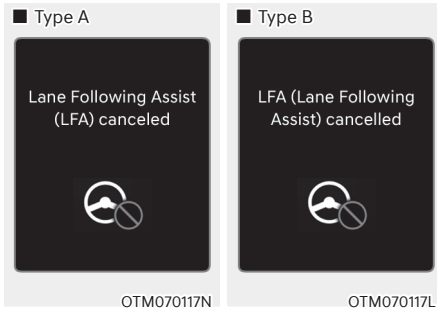 ■ Type A
Lane Following Assist
(LFA) canceled
OTM070117N
■ Type B
LFA (Lane Following
Assist) cancelled
OTM070117L